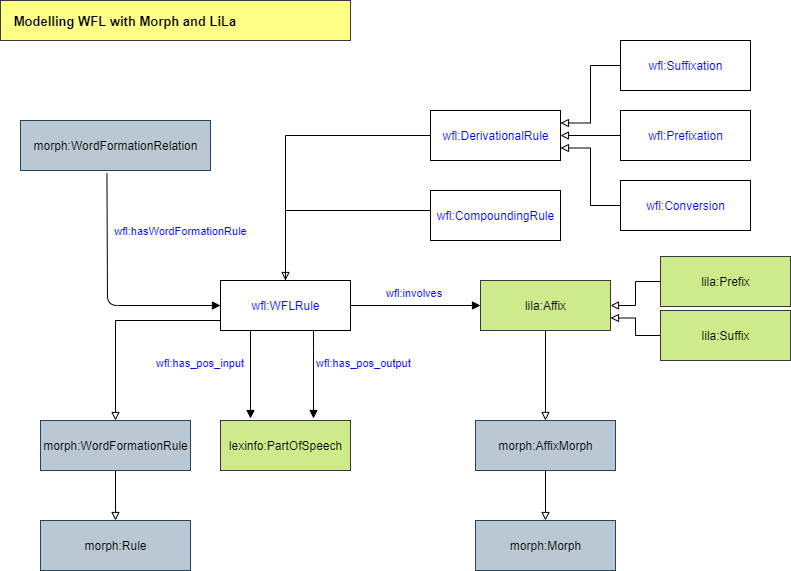 Modelling WFL with Morph and LiLa
wfl:Suffixation
morph:WordFormationRelation
wfl:DerivationalRule
wfl:Prefixation
wfl:CompoundingRule
wfl:Conversion
wfl:hasWordFormationRule
wfl:WFLRule
wfl:involves
lila:Affix
lila:Prefix
lila:Suffix
wfl:has_pos_input
wfl:has_pos_output
morph:WordFormationRule
lexinfo:PartOfSpeech
morph:AffixMorph
morph:Rule
morph:Morph